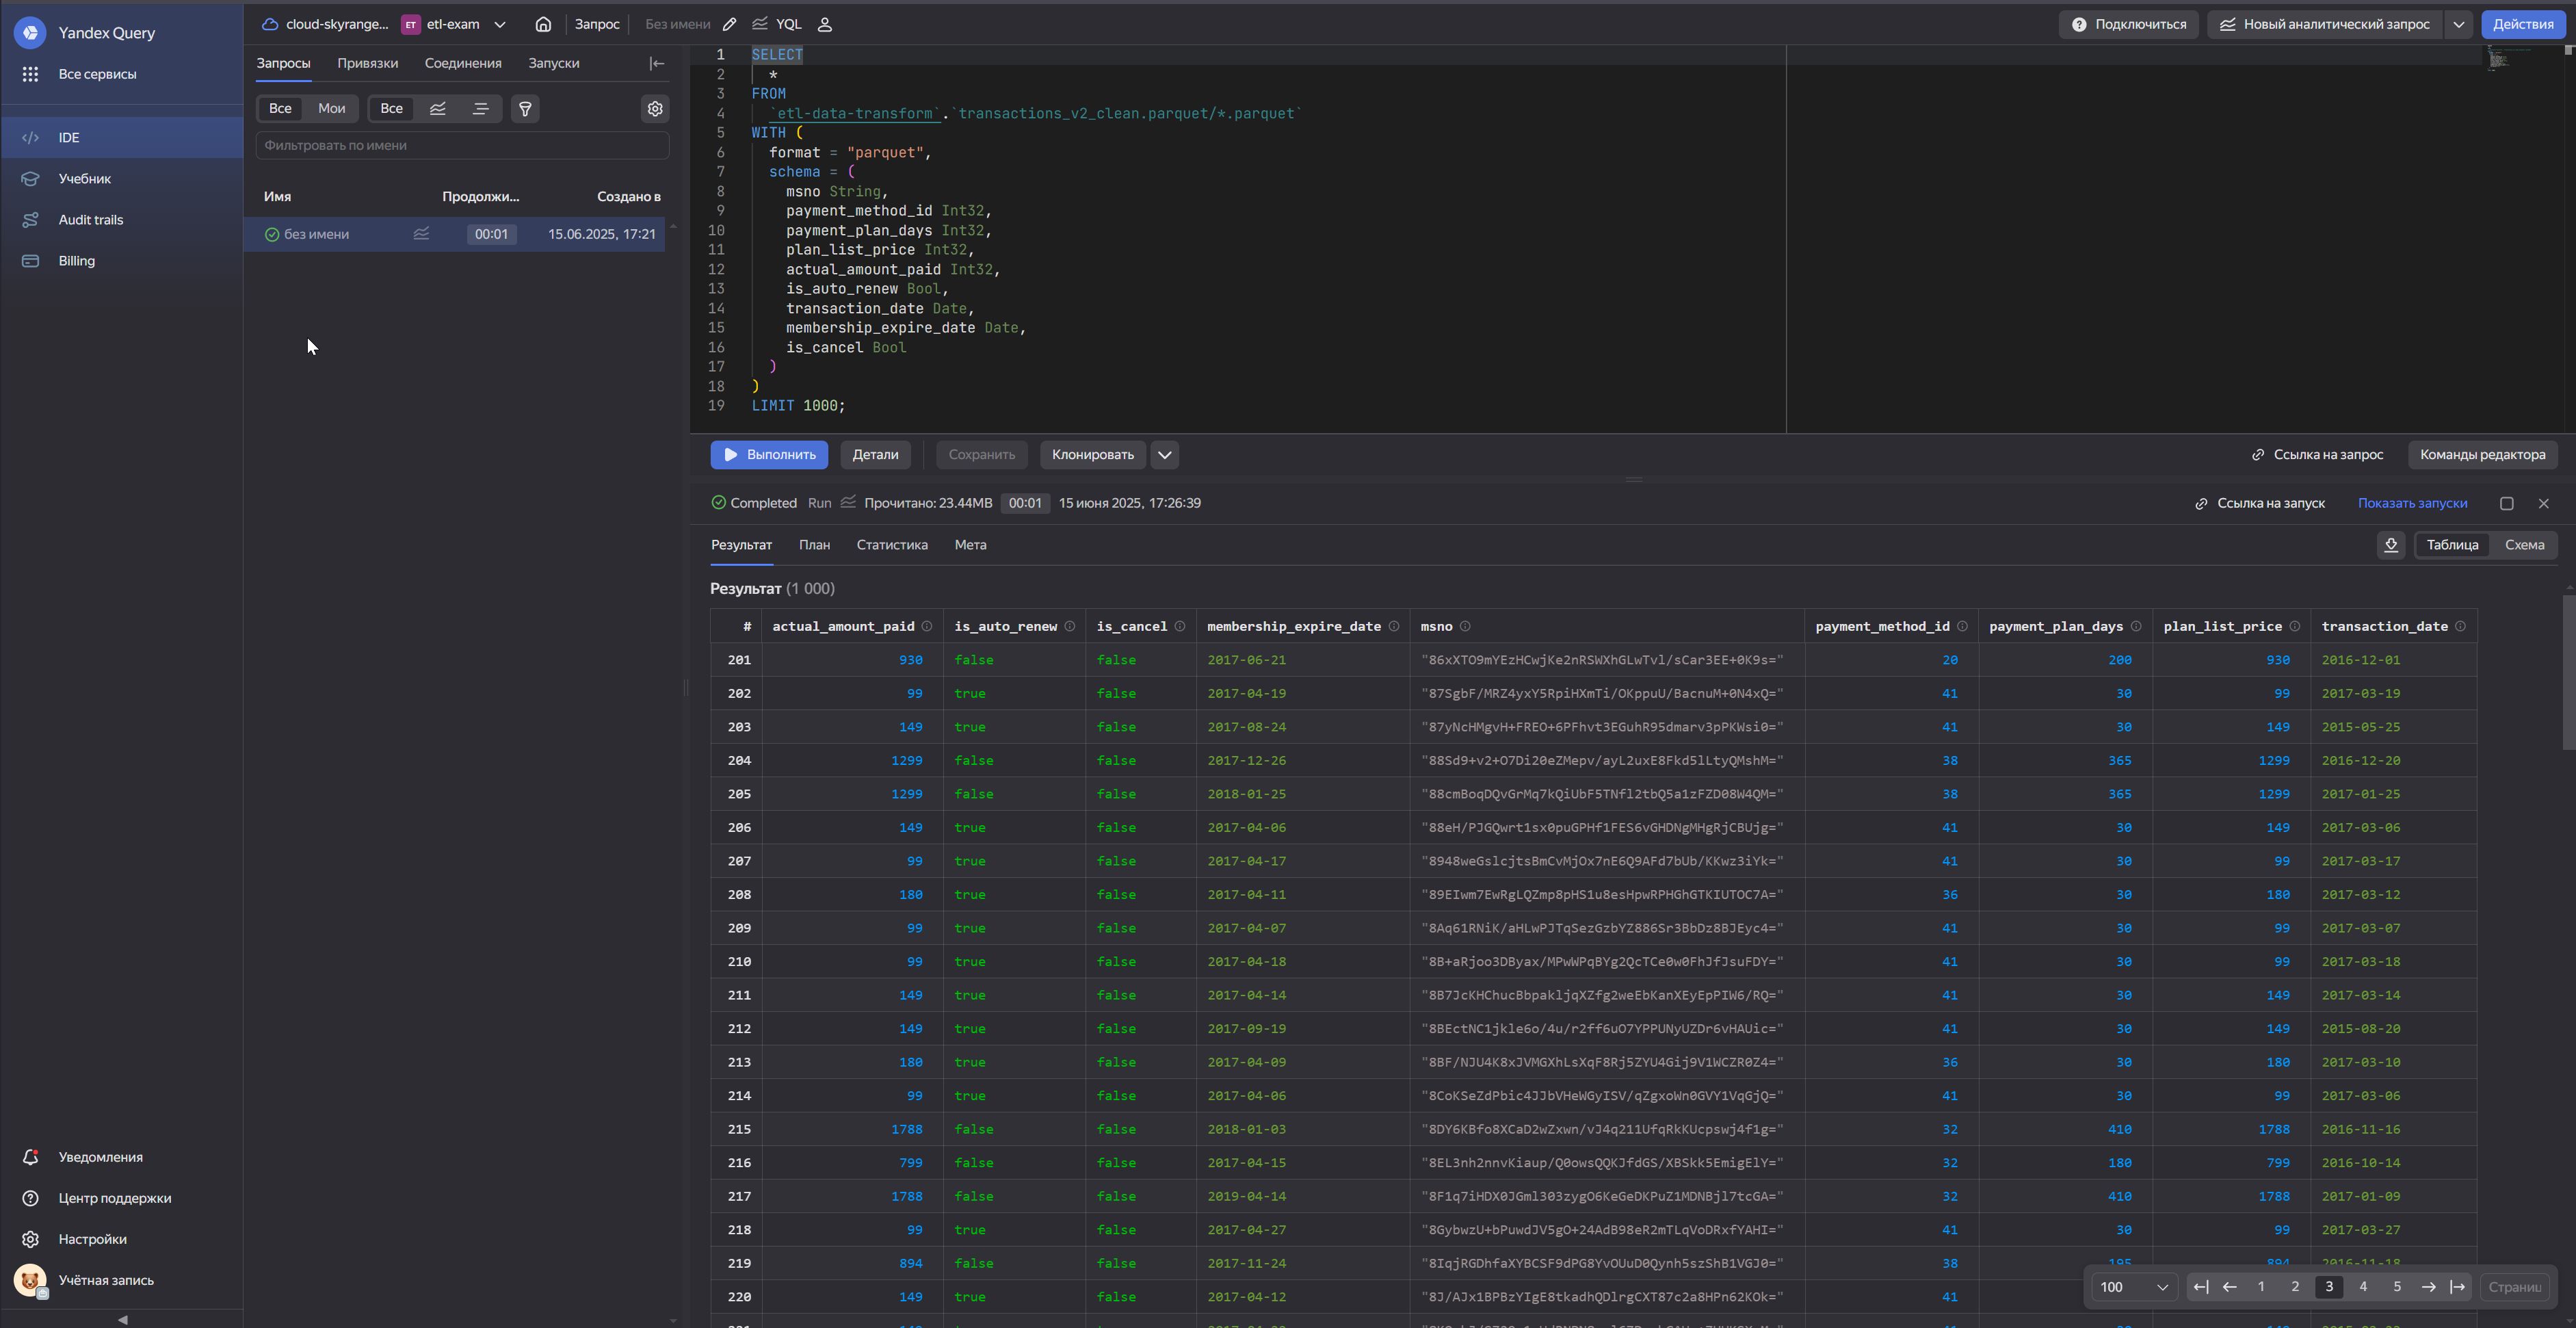 Yandex Query
Все сервисы
IDE
Учебник
Audit trails
Billing
Уведомления
Центр поддержки
Настройки
Учётная запись
cloud-skyrange... ET etl-exam Запрос Без имени YQL Подключиться Новый аналитический запрос Действия
Запросы Привязки Соединения Запуски
Все Мои Все
Фильтровать по имени
Имя Продолжи... Создано в
без имени 00:01 15.06.2025, 17:21
1 SELECT
2 *
3 FROM
4 `etl-data-transform`.`transactions_v2_clean.parquet/*.parquet`
5 WITH (
6 format = "parquet",
7 schema = (
8 msno String,
9 payment_method_id Int32,
10 payment_plan_days Int32,
11 plan_list_price Int32,
12 actual_amount_paid Int32,
13 is_auto_renew Bool,
14 transaction_date Date,
15 membership_expire_date Date,
16 is_cancel Bool
17 )
18 )
19 LIMIT 1000;
Выполнить Детали Сохранить Клонировать Ссылка на запрос Команды редактора
Completed Run Прочитано: 23.44MB 00:01 15 июня 2025, 17:26:39 Ссылка на запуск Показать запуски
Результат План Статистика Мета Таблица Схема
Результат (1 000)
# actual_amount_paid is_auto_renew is_cancel membership_expire_date msno payment_method_id payment_plan_days plan_list_price transaction_date
201 930 false false 2017-06-21 "86xXTO9mYEzHCwjKe2nRSWXhGLwTvl/sCar3EE+0K9s=" 20 200 930 2016-12-01
202 99 true false 2017-04-19 "87SgbF/MRZ4yxY5RpiHXmTi/OKppuU/BacnuM+0N4xQ=" 41 30 99 2017-03-19
203 149 true false 2017-08-24 "87yNcHMgvH+FREO+6PFhvt3EGuhR95dmarv3pPKWsi0=" 41 30 149 2015-05-25
204 1299 false false 2017-12-26 "88Sd9+v2+O7Di20eZMepv/ayL2uxE8Fkd5lLtyQMshM=" 38 365 1299 2016-12-20
205 1299 false false 2018-01-25 "88cmBoqDQvGrMq7kQiUbF5TNfl2tbQ5a1zFZD08W4QM=" 38 365 1299 2017-01-25
206 149 true false 2017-04-06 "88eH/PJGQwrt1sx0puGPHf1FES6vGHDNgMHgRjCBUjg=" 41 30 149 2017-03-06
207 99 true false 2017-04-17 "8948weGslcjtsBmCvMjOx7nE6Q9AFd7bUb/KKwz3iYk=" 41 30 99 2017-03-17
208 180 true false 2017-04-11 "89EIwm7EwRgLQZmp8pHS1u8esHpwRPHGhGTKIUTOC7A=" 36 30 180 2017-03-12
209 99 true false 2017-04-07 "8Aq61RNiK/aHLwPJTqSezGzbYZ886Sr3BbDz8BJEyc4=" 41 30 99 2017-03-07
210 99 true false 2017-04-18 "8B+aRjoo3DByax/MPwWPqBYg2QcTCe0w0FhJfJsuFDY=" 41 30 99 2017-03-18
211 149 true false 2017-04-14 "8B7JcKHChucBbpakljqXZfg2weEbKanXEyEpPIW6/RQ=" 41 30 149 2017-03-14
212 149 true false 2017-09-19 "8BEctNC1jkle6o/4u/r2ff6uO7YPPUNyUZDr6vHAUic=" 41 30 149 2015-08-20
213 180 true false 2017-04-09 "8BF/NJU4K8xJVMGXhLsXqF8Rj5ZYU4Gij9V1WCZR0Z4=" 36 30 180 2017-03-10
214 99 true false 2017-04-06 "8CoKSeZdPbic4JJbVHeWGyISV/qZgxoWn0GVY1VqGjQ=" 41 30 99 2017-03-06
215 1788 false false 2018-01-03 "8DY6KBfo8XCaD2wZxwn/vJ4q211UfqRkKUcpswj4f1g=" 32 410 1788 2016-11-16
216 799 false false 2017-04-15 "8EL3nh2nnvKiaup/Q0owsQQKJfdGS/XBSkk5EmigElY=" 32 180 799 2016-10-14
217 1788 false false 2019-04-14 "8F1q7iHDX0JGml303zygO6KeGeDKPuZ1MDNBjl7tcGA=" 32 410 1788 2017-01-09
218 99 true false 2017-04-27 "8GybwzU+bPuwdJV5gO+24AdB98eR2mTLqVoDRxfYAHI=" 41 30 99 2017-03-27
219 894 false false 2017-11-24 "8IqjRGDhfaXYBCSF9dPG8YvOUuD0Qynh5szShB1VGJ0=" 38 195 894 2016-11-18
220 149 true false 2017-04-12 "8J/AJx1BPBzYIgE8tkadhQDlrgCXT87c2a8HPn62KOk=" 41
100 1 2 3 4 5 Страниц